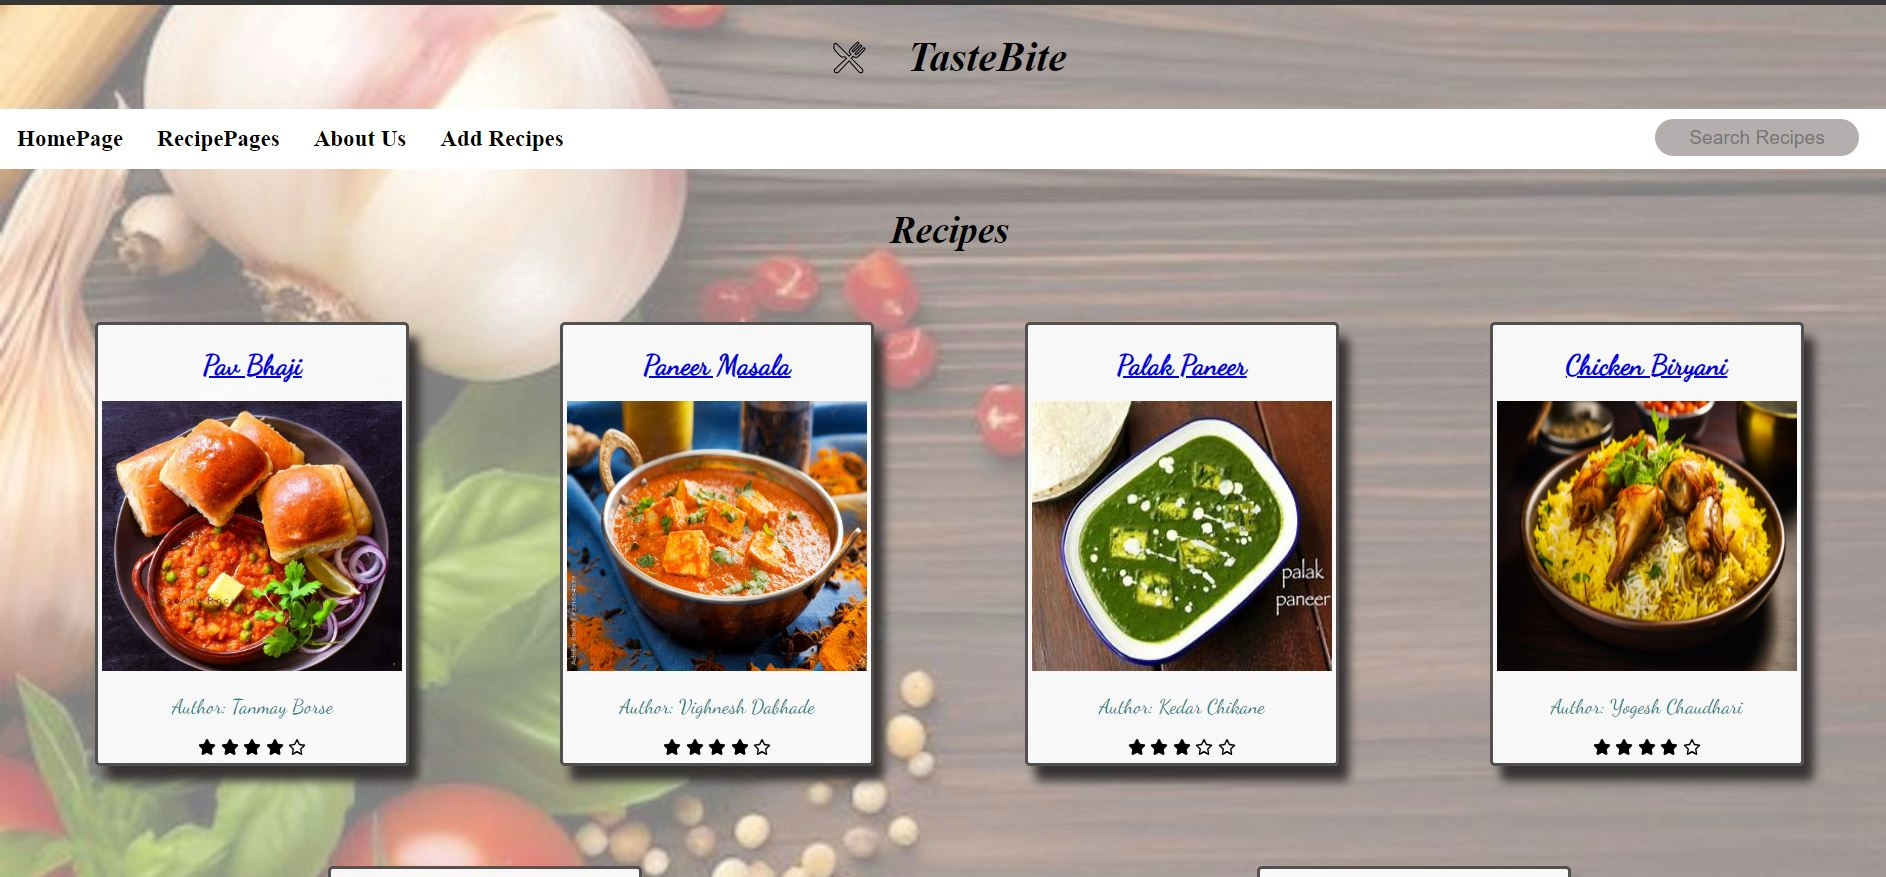 TasteBite
HomePage RecipePages About Us Add Recipes Search Recipes
Recipes
Pav Bhaji
Paneer Masala
Palak Paneer
Chicken Biryani
palak
paneer
Author: Tanmay Borse
Author: Vighnesh Dabhade
Author: Kedar Chikane
Author: Yogesh Chaudhari